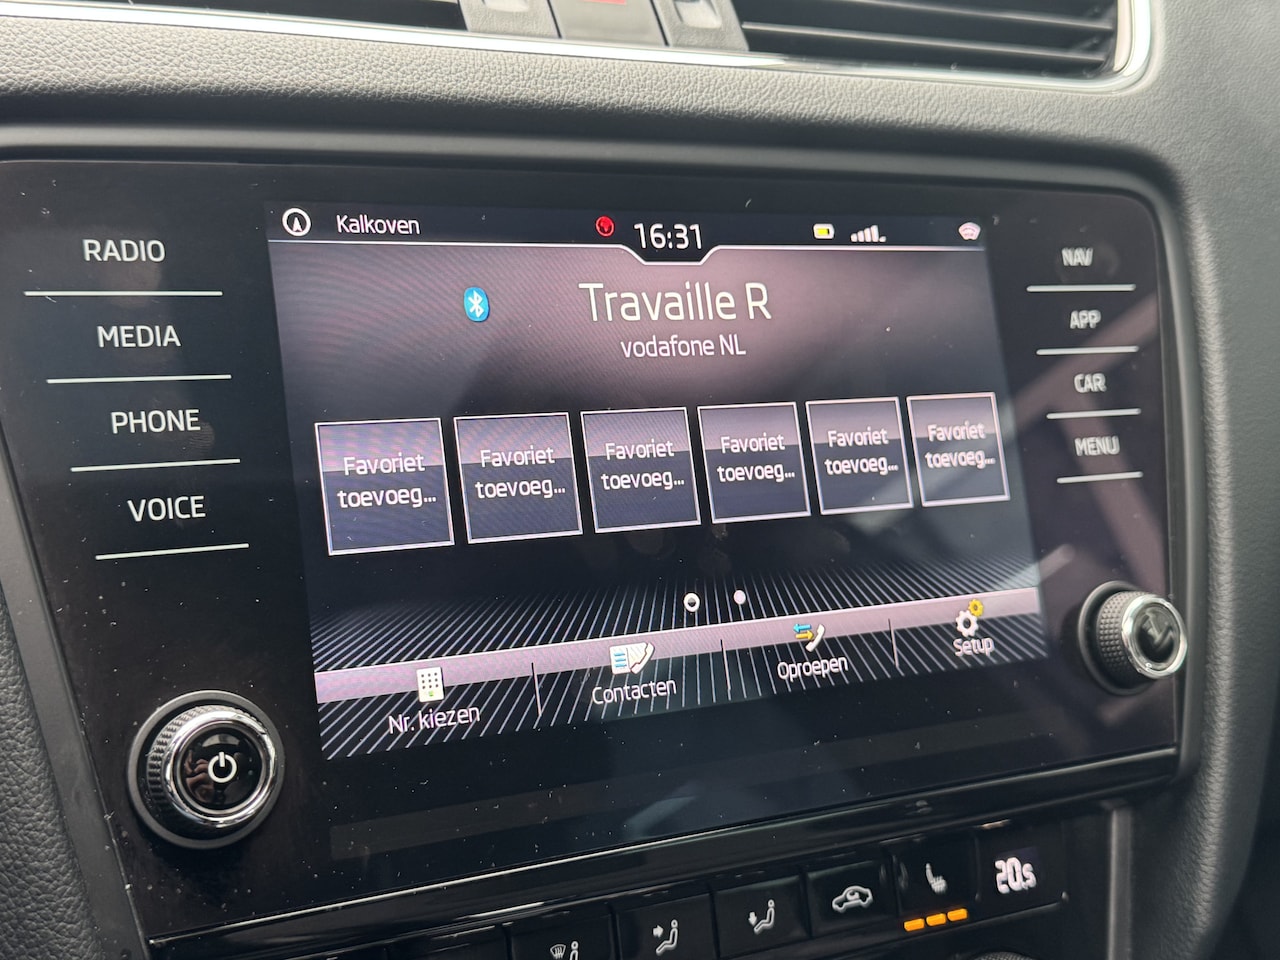 Kalkoven
16:31
RADIO
MEDIA
PHONE
VOICE
NAV
APP
CAR
MENU
Travaille R
vodafone NL
Favoriet
toevoeg...
Favoriet
toevoeg...
Favoriet
toevoeg...
Favoriet
toevoeg...
Favoriet
toevoeg...
Favoriet
toevoeg...
Nr. kiezen
Contacten
Oproepen
Setup
20.5